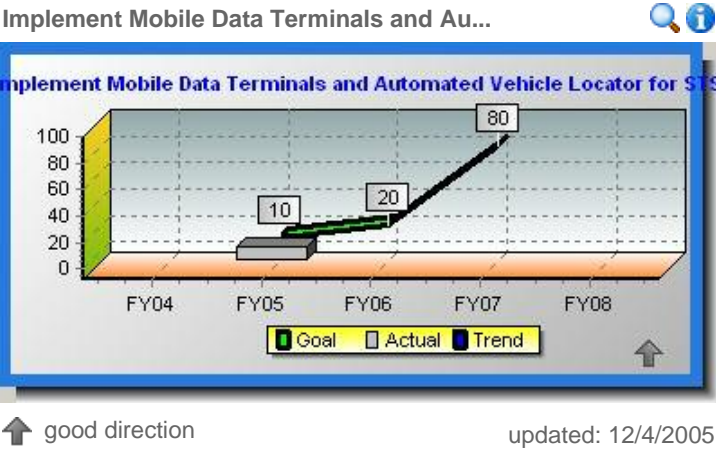 Implement Mobile Data Terminals and Au...
mplement Mobile Data Terminals and Automated Vehicle Locator for STS
80
20
10
100
80
60
40
20
0
FY04 FY05 FY06 FY07 FY08
Goal Actual Trend
good direction
updated: 12/4/2005